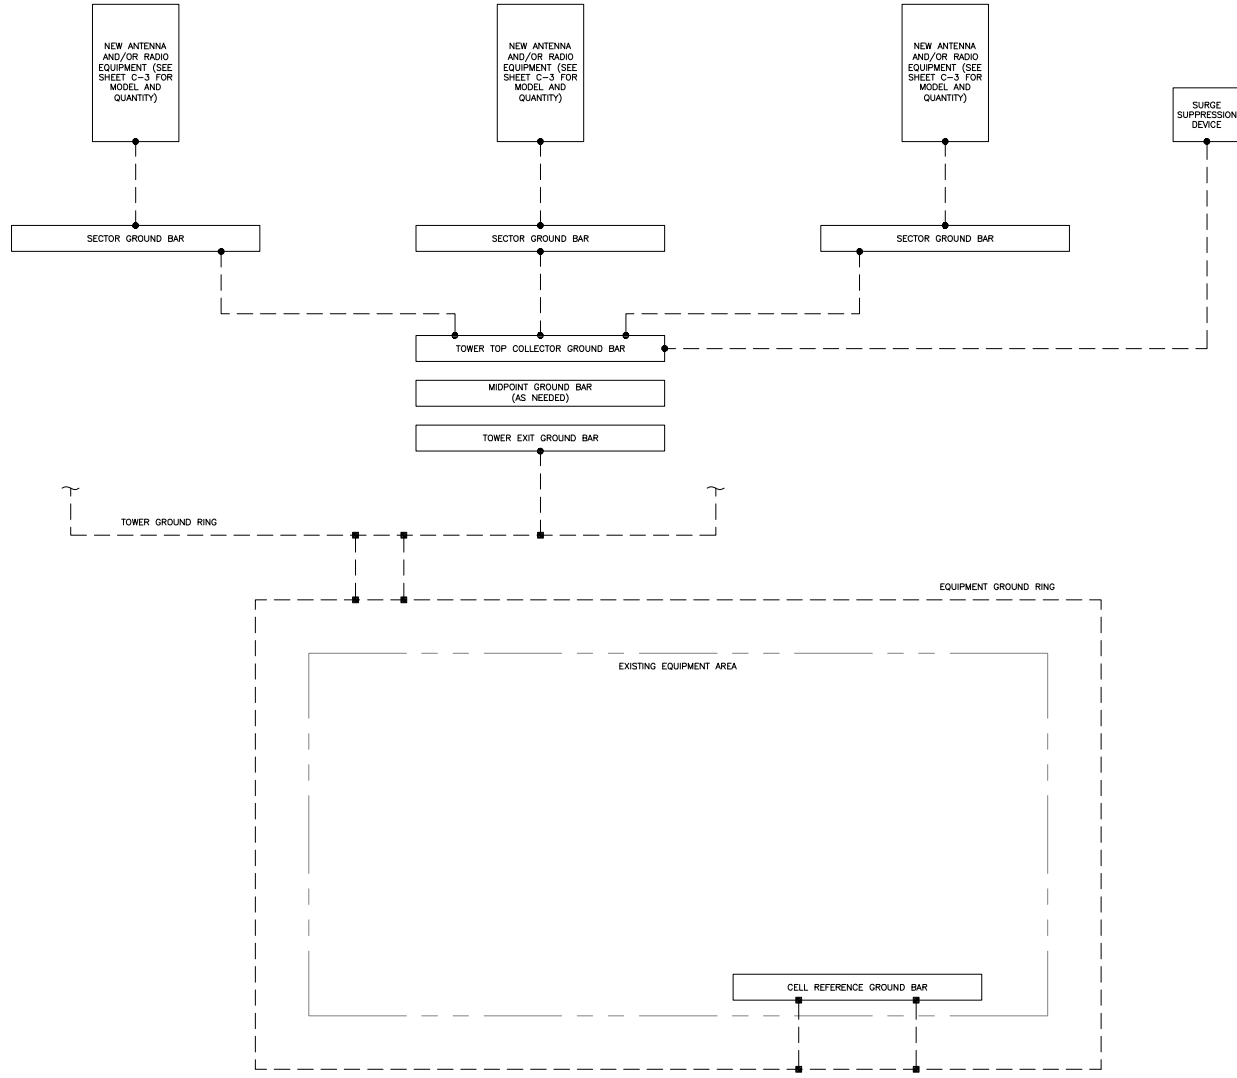 NEW ANTENNA
AND/OR RADIO
EQUIPMENT (SEE
SHEET C-3 FOR
MODEL AND
QUANTITY)
NEW ANTENNA
AND/OR RADIO
EQUIPMENT (SEE
SHEET C-3 FOR
MODEL AND
QUANTITY)
NEW ANTENNA
AND/OR RADIO
EQUIPMENT (SEE
SHEET C-3 FOR
MODEL AND
QUANTITY)
SURGE
SUPPRESSION
DEVICE
SECTOR GROUND BAR
SECTOR GROUND BAR
SECTOR GROUND BAR
TOWER TOP COLLECTOR GROUND BAR
MIDPOINT GROUND BAR
(AS NEEDED)
TOWER EXIT GROUND BAR
TOWER GROUND RING
EQUIPMENT GROUND RING
EXISTING EQUIPMENT AREA
CELL REFERENCE GROUND BAR